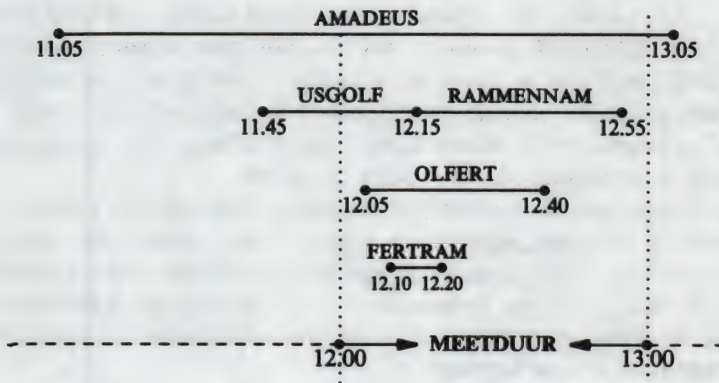 AMADEUS
11.05 13.05
USGOLF RAMMENNAM
11.45 12.15 12.55
OLFERT
12.05 12.40
FERTRAM
12.10 12.20
MEETDUUR
12:00 13:00